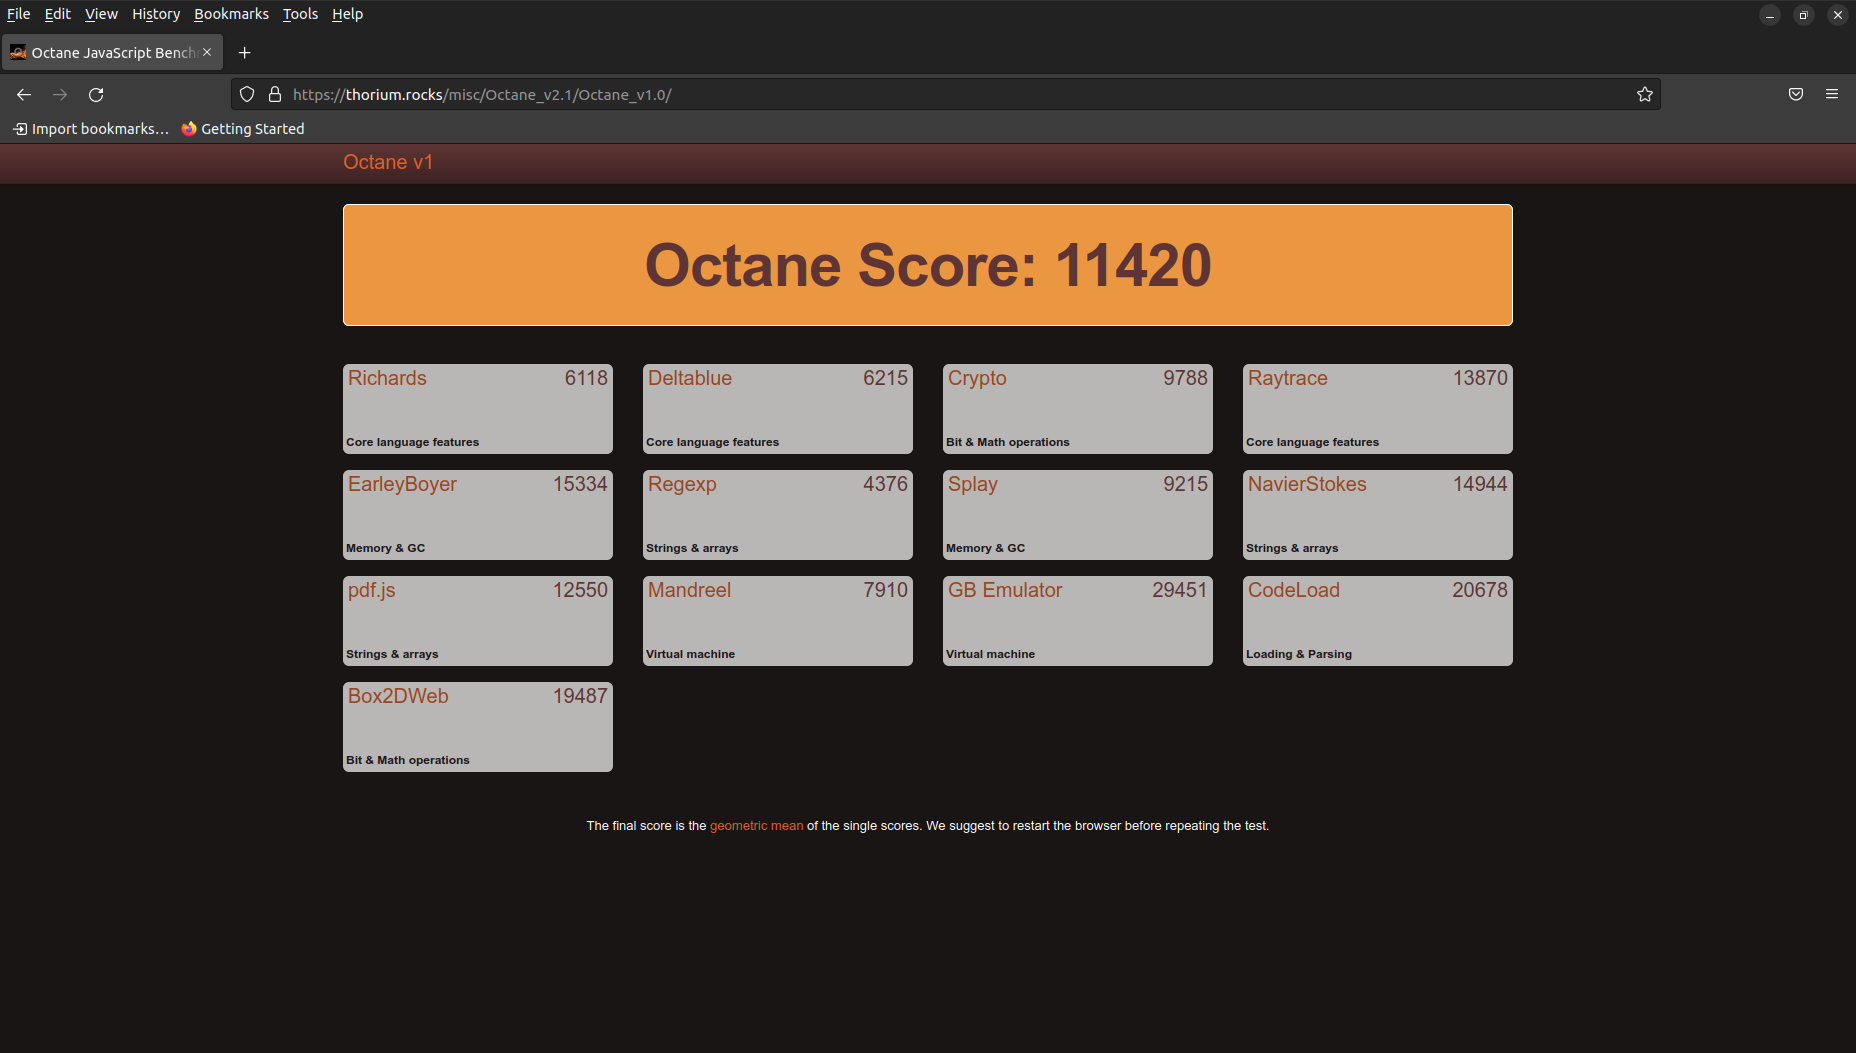 File Edit View History Bookmarks Tools Help
Octane JavaScript Bench
https://thorium.rocks/misc/Octane_v2.1/Octane_v1.0/
Import bookmarks… Getting Started
Octane v1
Octane Score: 11420
Richards 6118
Core language features
Deltablue 6215
Core language features
Crypto 9788
Bit & Math operations
Raytrace 13870
Core language features
EarleyBoyer 15334
Memory & GC
Regexp 4376
Strings & arrays
Splay 9215
Memory & GC
NavierStokes 14944
Strings & arrays
pdf.js 12550
Strings & arrays
Mandreel 7910
Virtual machine
GB Emulator 29451
Virtual machine
CodeLoad 20678
Loading & Parsing
Box2DWeb 19487
Bit & Math operations
The final score is the geometric mean of the single scores. We suggest to restart the browser before repeating the test.